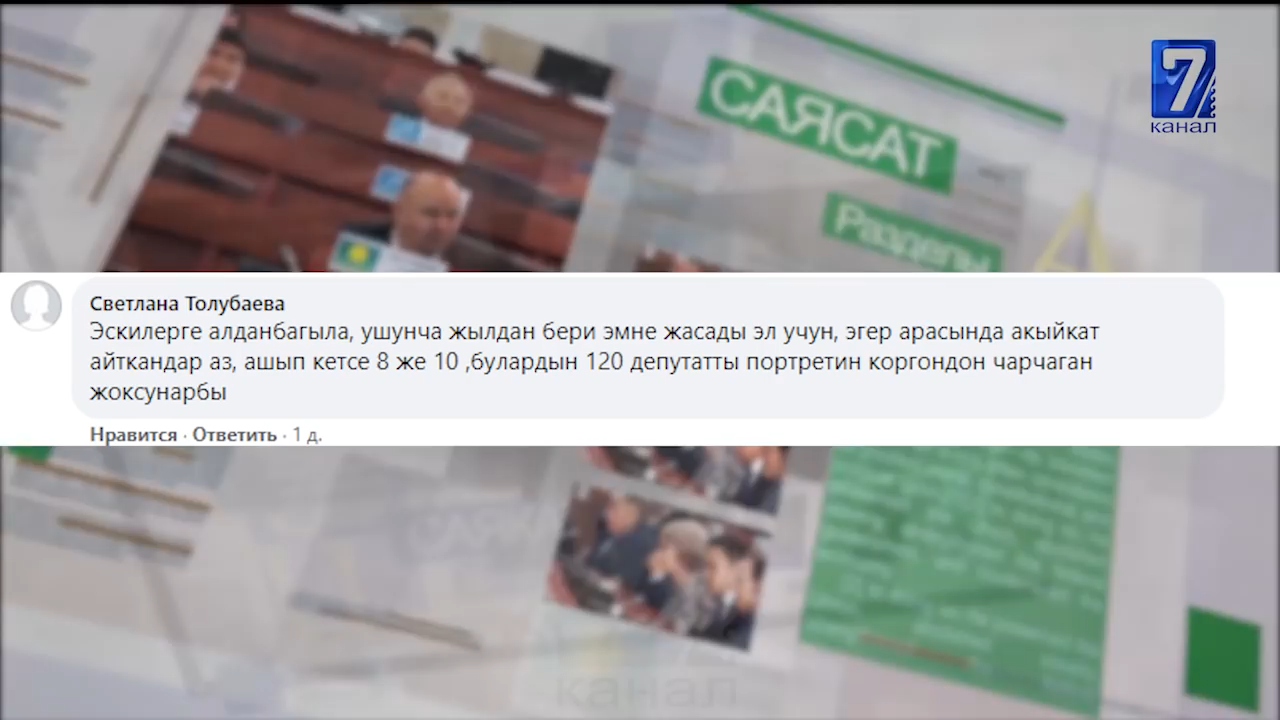 7
канал
САЯСАТ
Разделы
Светлана Толубаева
Эскилерге алданбагыла, ушунча жылдан бери эмне жасады эл учун, эгер арасында акыйкат
айткандар аз, ашып кетсе 8 же 10 ,булардын 120 депутатты портретин коргондон чарчаган
жоксунарбы
Нравится · Ответить · 1 д.
канал